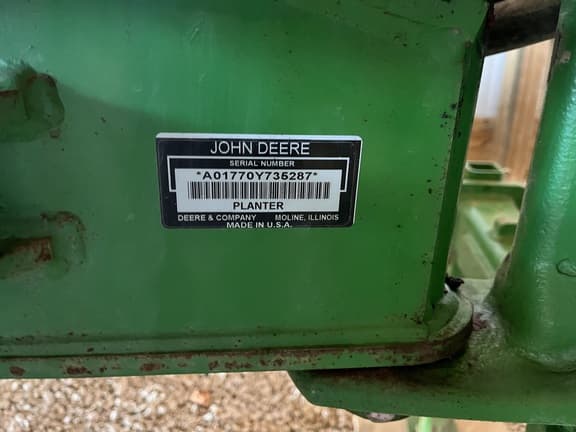 JOHN DEERE
SERIAL NUMBER
*A01770Y735287*
PLANTER
DEERE & COMPANY MOLINE, ILLINOIS
MADE IN U.S.A.